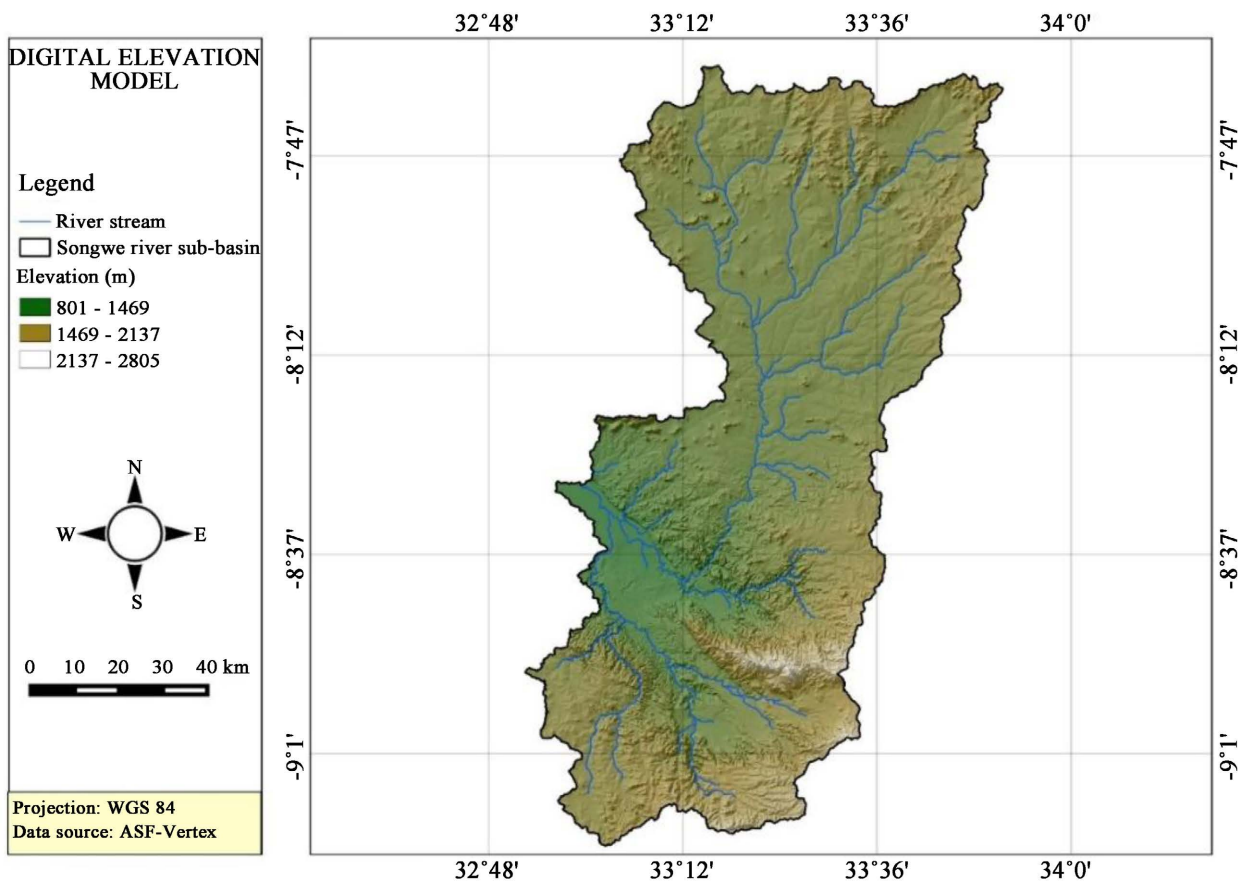 DIGITAL ELEVATION
MODEL
Legend
River stream
Songwe river sub-basin
Elevation (m)
801 - 1469
1469 - 2137
2137 - 2805
N
W E
S
0 10 20 30 40 km
Projection: WGS 84
Data source: ASF-Vertex
32°48' 33°12' 33°36' 34°0'
-7°47' -7°47'
-8°12' -8°12'
-8°37' -8°37'
-9°1' -9°1'
32°48' 33°12' 33°36' 34°0'